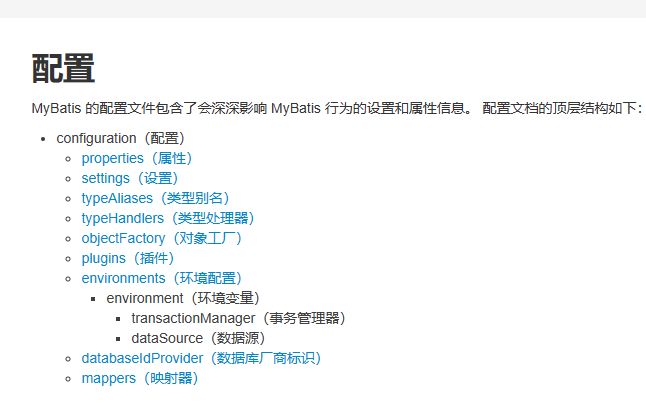 配置
MyBatis 的配置文件包含了会深深影响 MyBatis 行为的设置和属性信息。 配置文档的顶层结构如下：
configuration（配置）
properties（属性）
settings（设置）
typeAliases（类型别名）
typeHandlers（类型处理器）
objectFactory（对象工厂）
plugins（插件）
environments（环境配置）
environment（环境变量）
transactionManager（事务管理器）
dataSource（数据源）
databaseIdProvider（数据库厂商标识）
mappers（映射器）